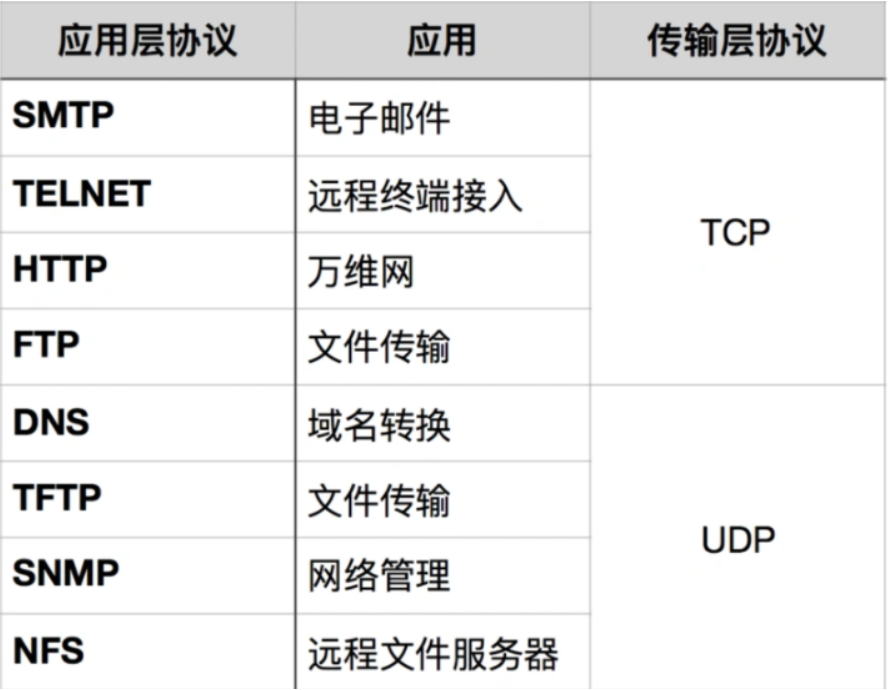 应用层协议 应用 传输层协议
SMTP 电子邮件
TELNET 远程终端接入
TCP
HTTP 万维网
FTP 文件传输
DNS 域名转换
TFTP 文件传输
UDP
SNMP 网络管理
NFS 远程文件服务器